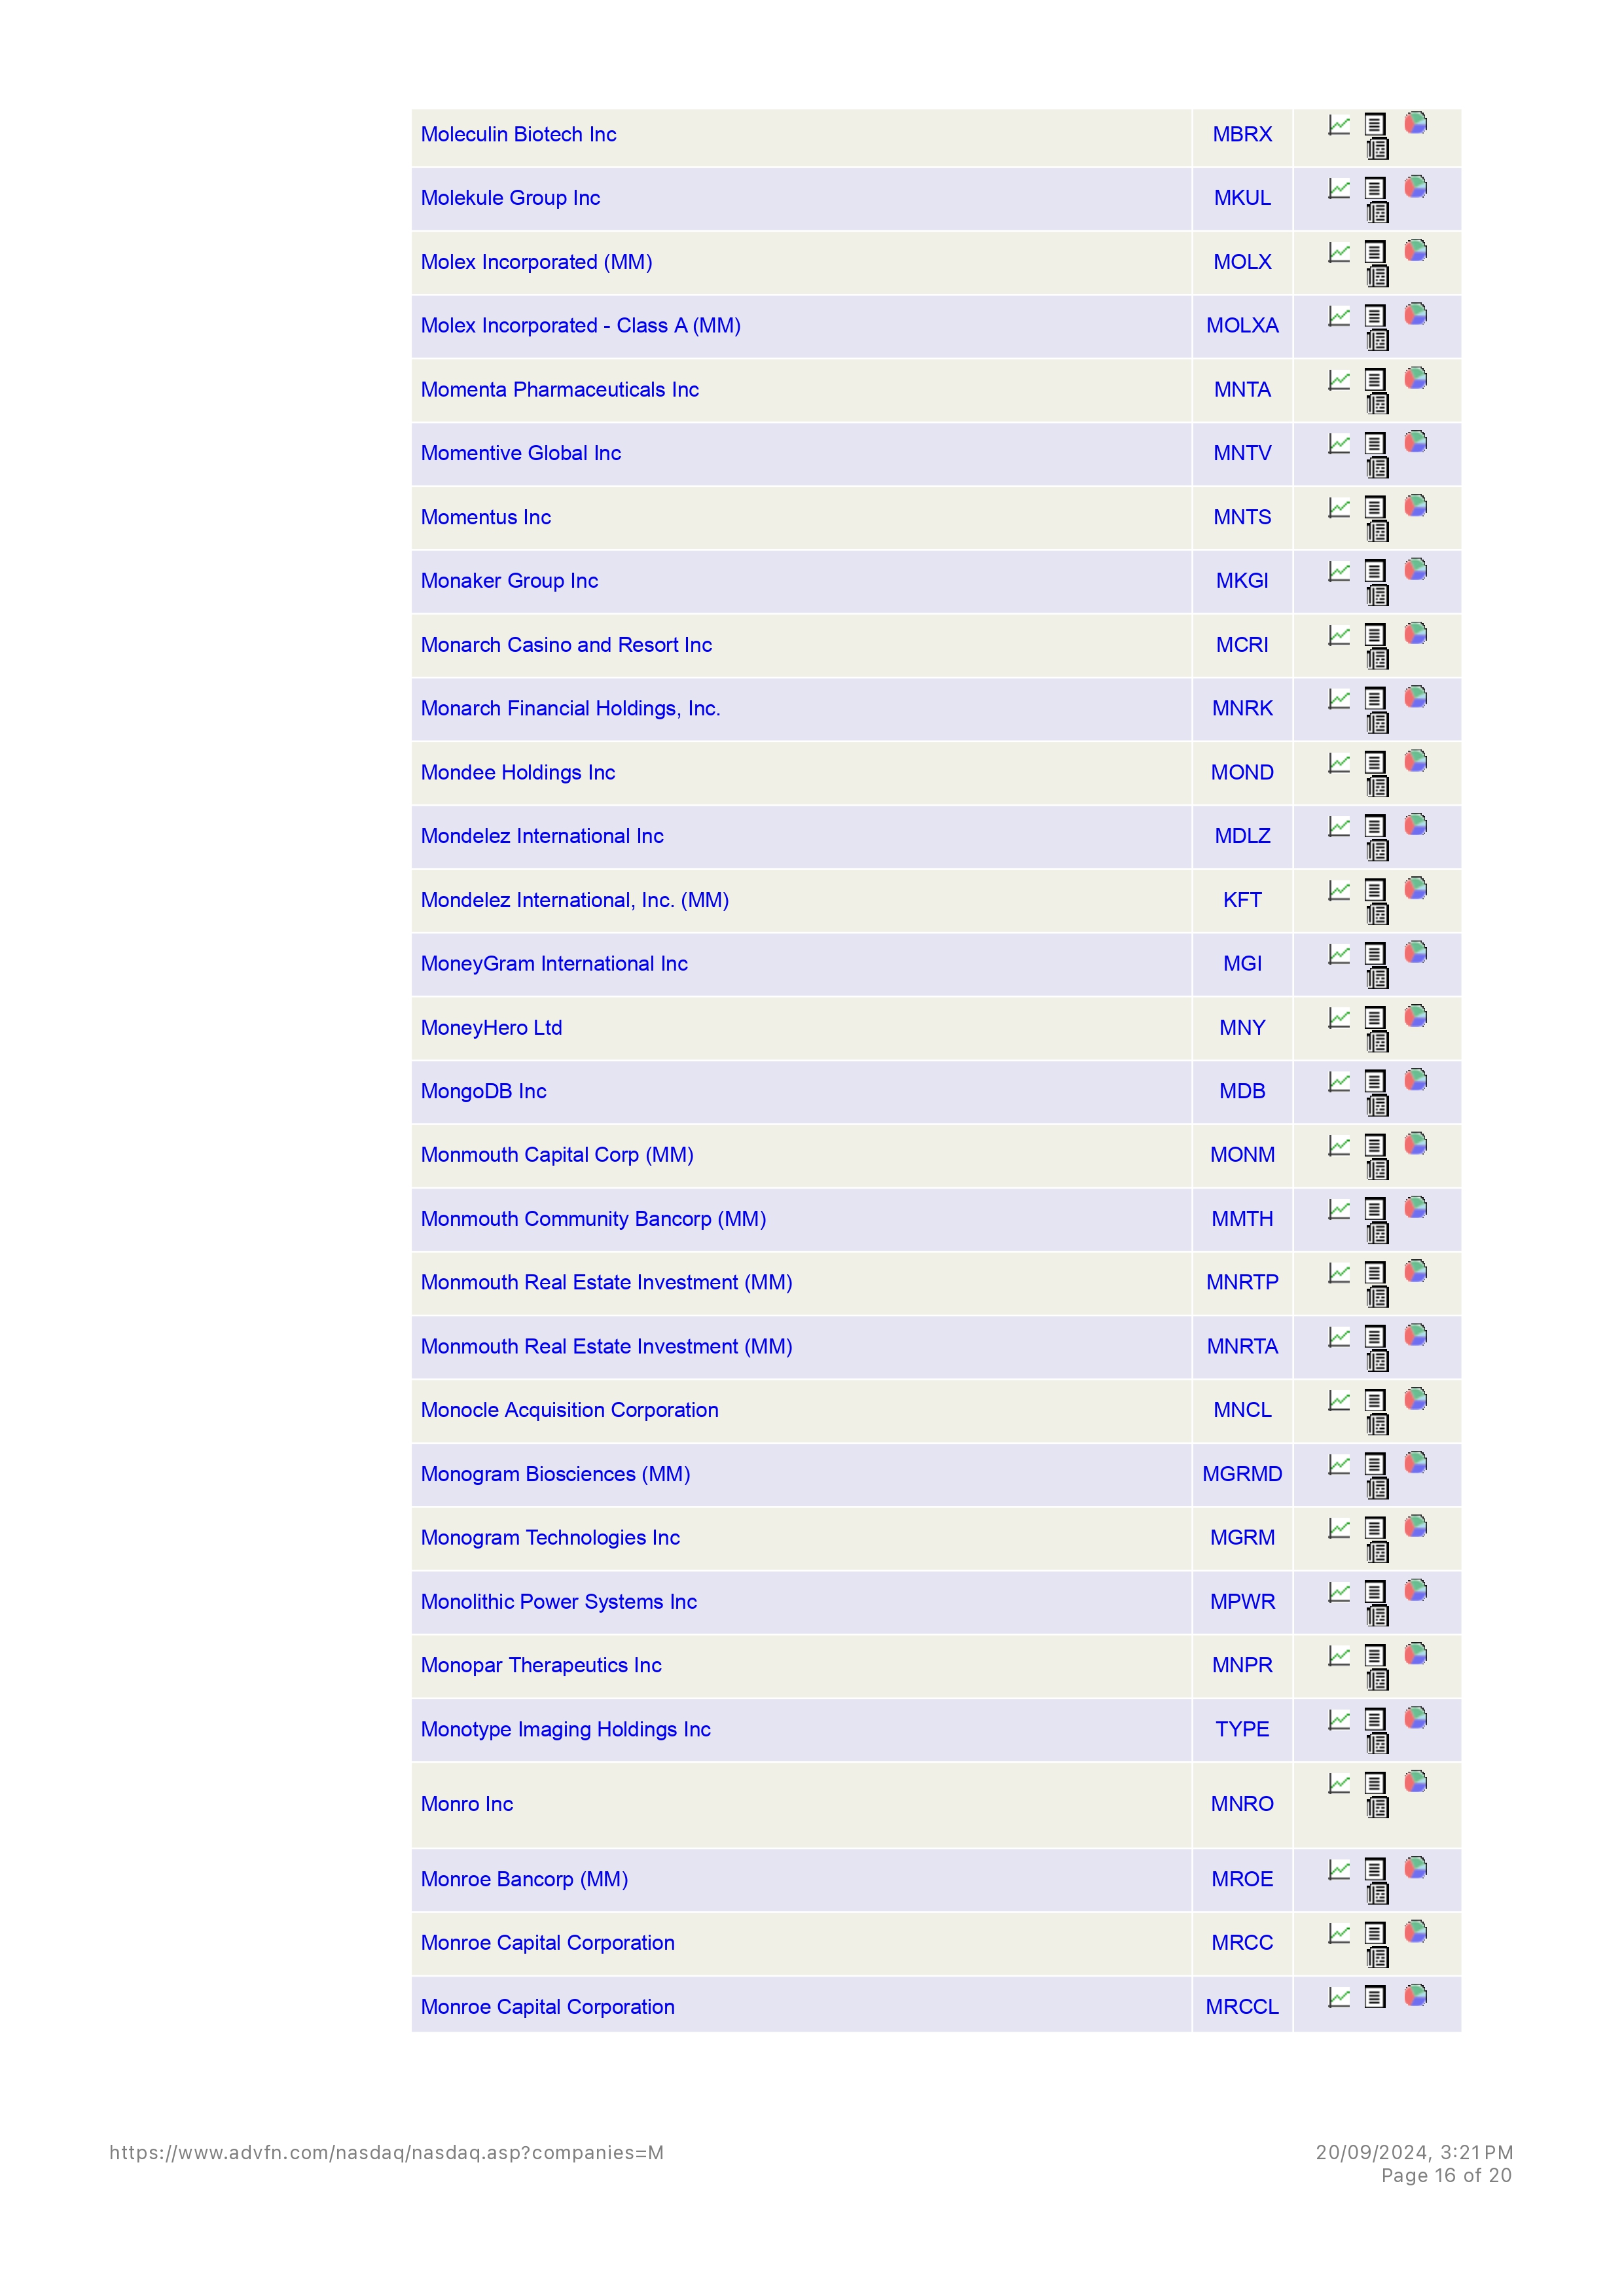 Moleculin Biotech Inc MBRX
Molekule Group Inc MKUL
Molex Incorporated (MM) MOLX
Molex Incorporated - Class A (MM) MOLXA
Momenta Pharmaceuticals Inc MNTA
Momentive Global Inc MNTV
Momentus Inc MNTS
Monaker Group Inc MKGI
Monarch Casino and Resort Inc MCRI
Monarch Financial Holdings, Inc. MNRK
Mondee Holdings Inc MOND
Mondelez International Inc MDLZ
Mondelez International, Inc. (MM) KFT
MoneyGram International Inc MGI
MoneyHero Ltd MNY
MongoDB Inc MDB
Monmouth Capital Corp (MM) MONM
Monmouth Community Bancorp (MM) MMTH
Monmouth Real Estate Investment (MM) MNRTP
Monmouth Real Estate Investment (MM) MNRTA
Monocle Acquisition Corporation MNCL
Monogram Biosciences (MM) MGRMD
Monogram Technologies Inc MGRM
Monolithic Power Systems Inc MPWR
Monopar Therapeutics Inc MNPR
Monotype Imaging Holdings Inc TYPE
Monro Inc MNRO
Monroe Bancorp (MM) MROE
Monroe Capital Corporation MRCC
Monroe Capital Corporation MRCCL
https://www.advfn.com/nasdaq/nasdaq.asp?companies=M 20/09/2024, 3:21 PM
Page 16 of 20